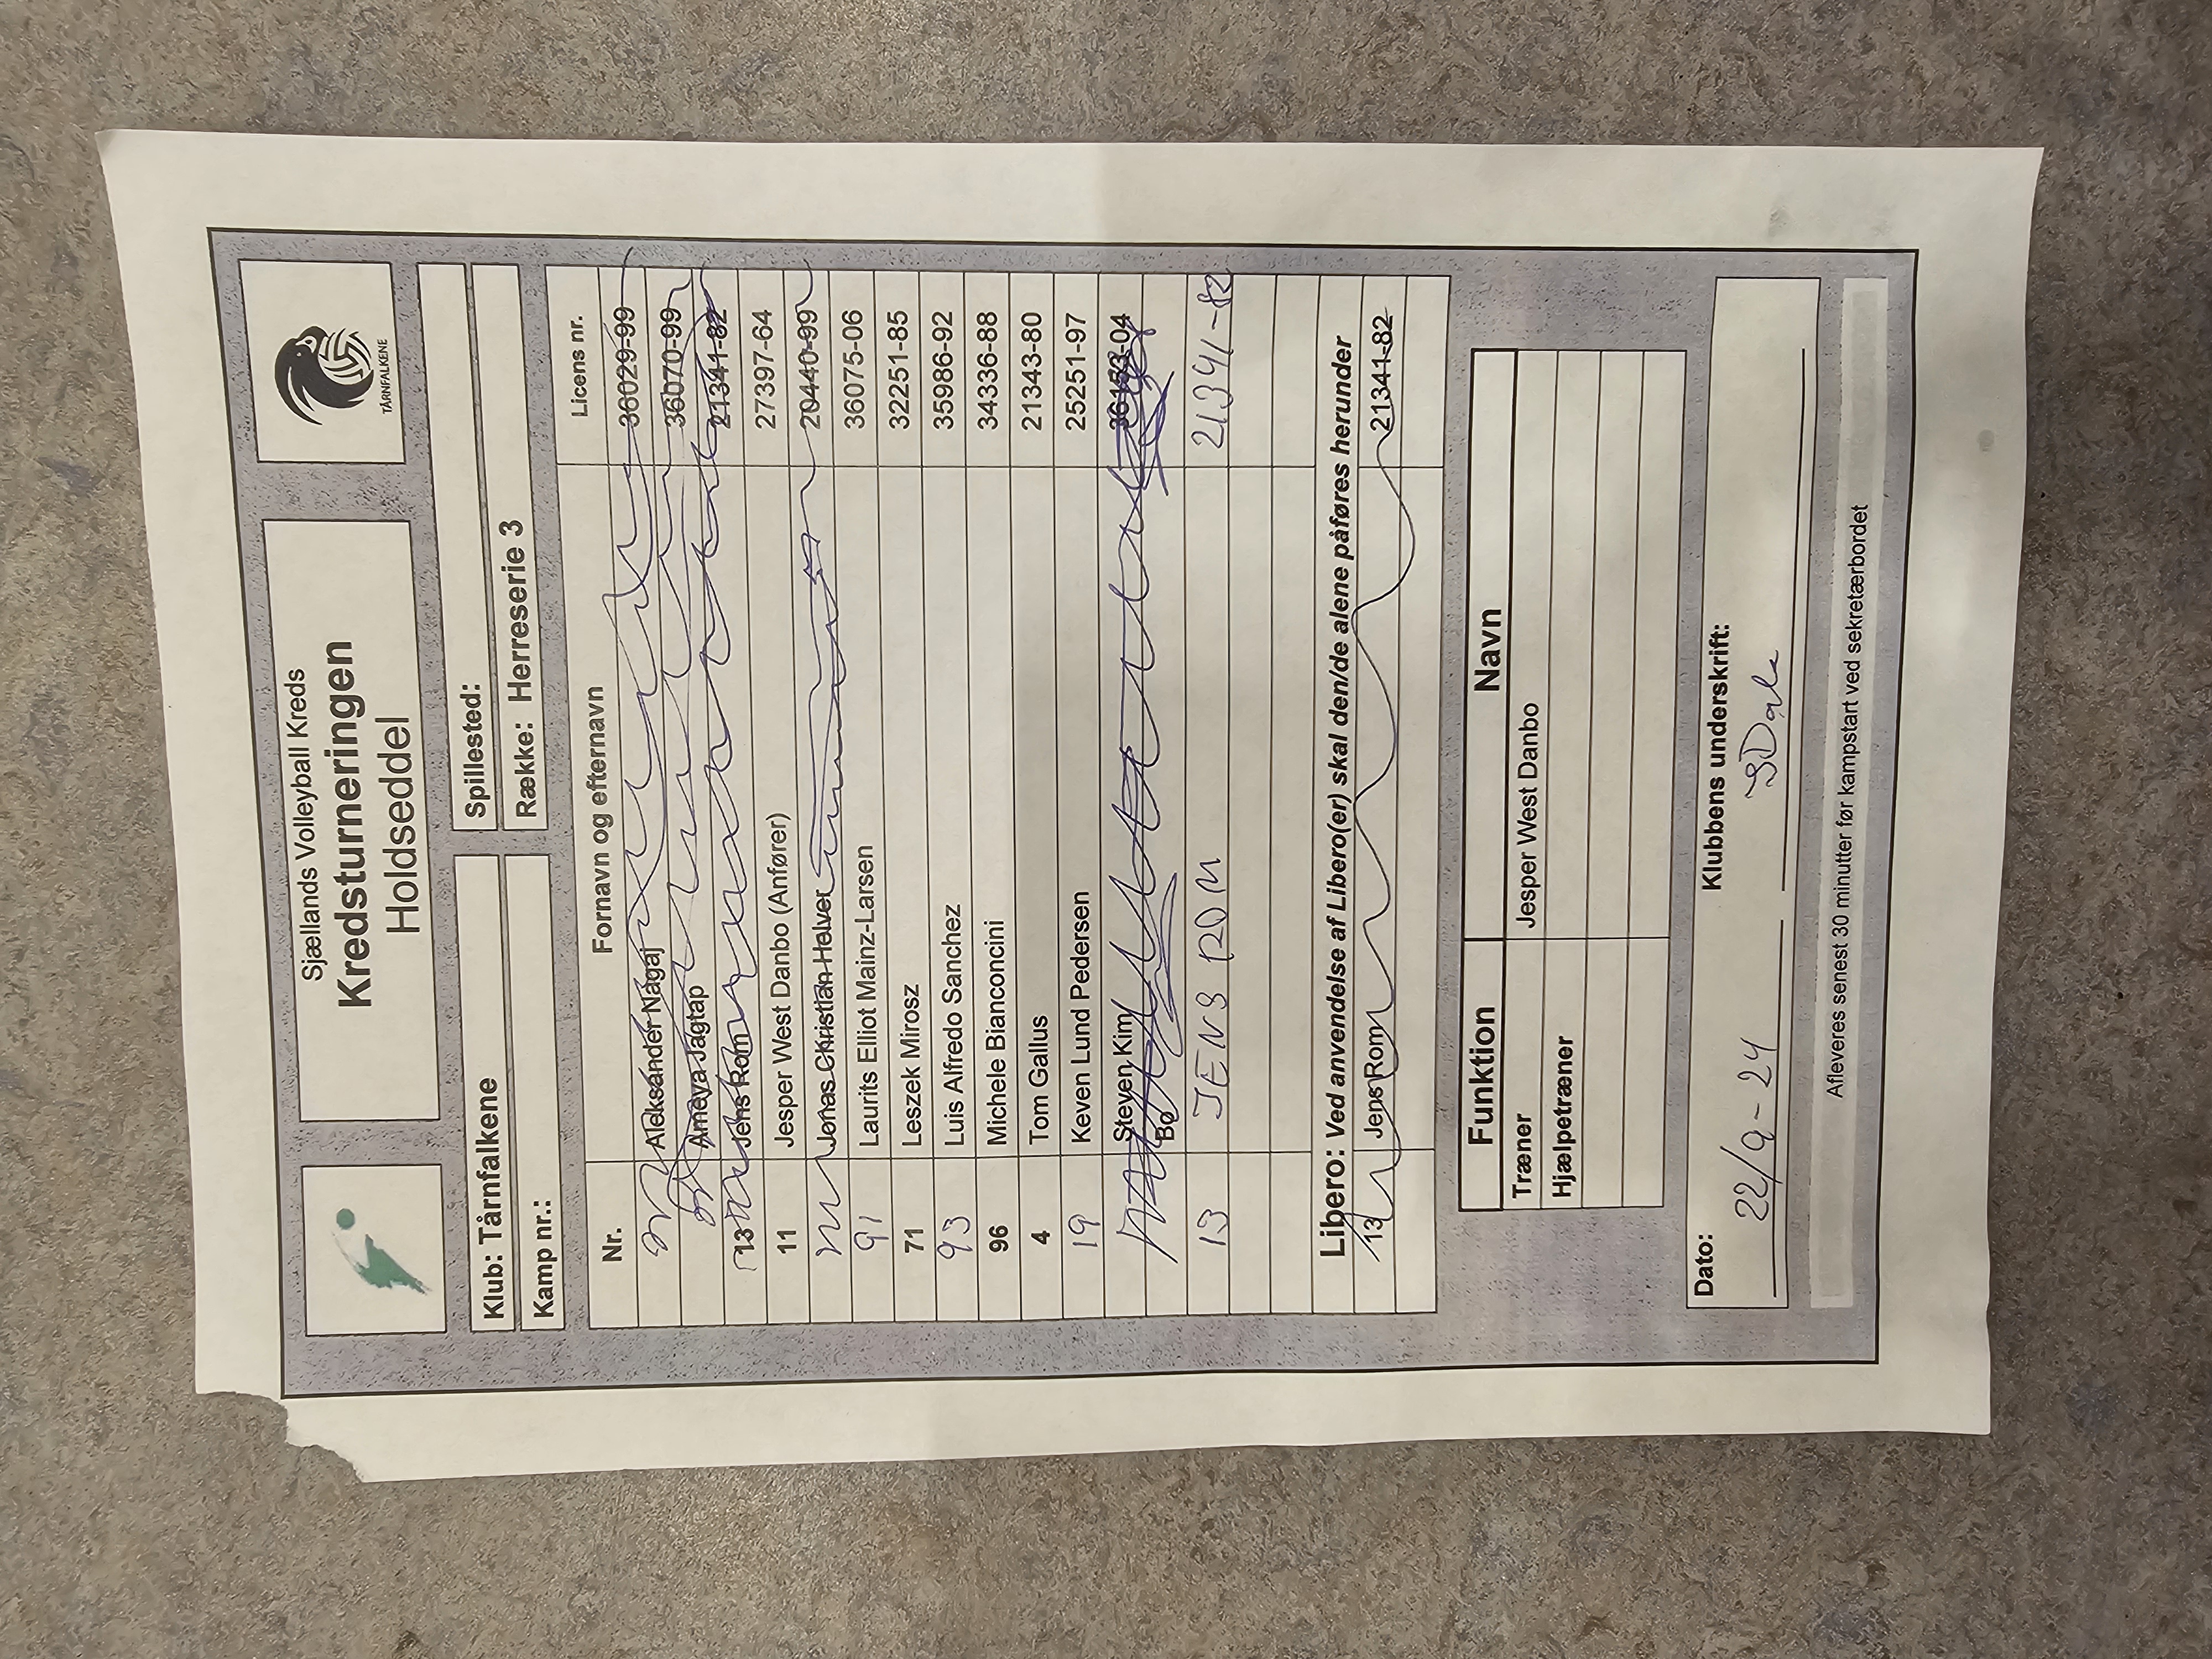 Sjællands Volleyball Kreds
Kredsturneringen
Holdseddel
TÅRNFALKENE
Klub: Tårnfalkene
Spillested:
Kamp nr.:
Række: Herreserie 3
Nr. Fornavn og efternavn Licens nr.
Aleksander Nagaj 36029-99
Ameya Jagtap 36070-99
13 Jens Rom 21341-82
11 Jesper West Danbo (Anfører) 27397-64
Jonas Christian Helver 20440-99
91 Laurits Elliot Mainz-Larsen 36075-06
71 Leszek Mirosz 32251-85
93 Luis Alfredo Sanchez 35986-92
96 Michele Bianconcini 34336-88
4 Tom Gallus 21343-80
19 Keven Lund Pedersen 25251-97
Steven Kim
13 JENS ROM 21341-82
Libero: Ved anvendelse af Libero(er) skal den/de alene påføres herunder
13 Jens Rom 21341-82
Funktion Navn
Træner Jesper West Danbo
Hjælpetræner
Dato: Klubbens underskrift:
22/9-24
Afleveres senest 30 minutter før kampstart ved sekretærbordet